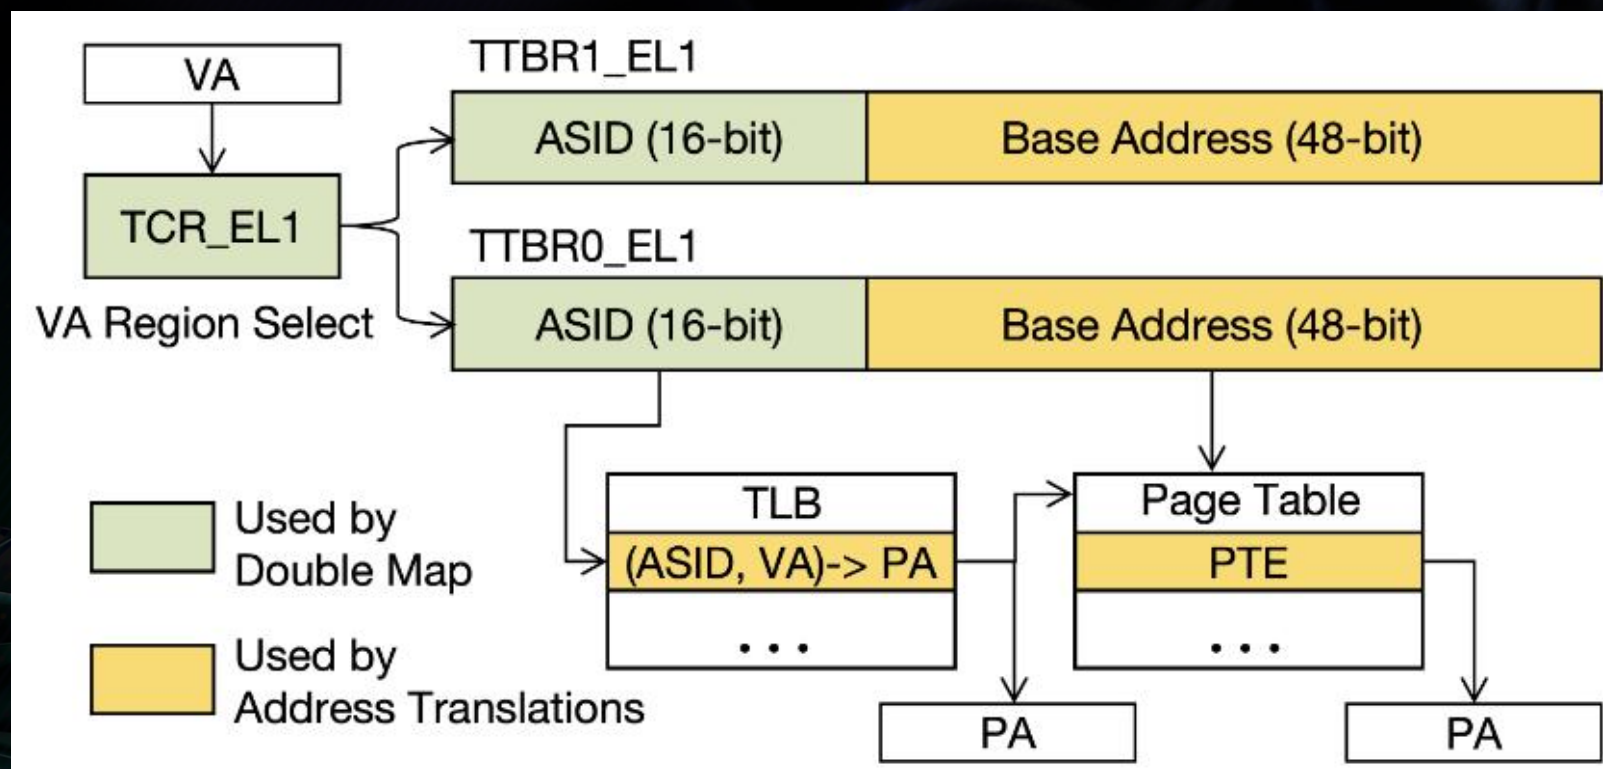 VA
TTBR1_EL1
ASID (16-bit)
Base Address (48-bit)
TCR_EL1
TTBR0_EL1
VA Region Select
ASID (16-bit)
Base Address (48-bit)
TLB
Page Table
Used by
Double Map
(ASID, VA)-> PA
PTE
. . .
. . .
Used by
Address Translations
PA
PA